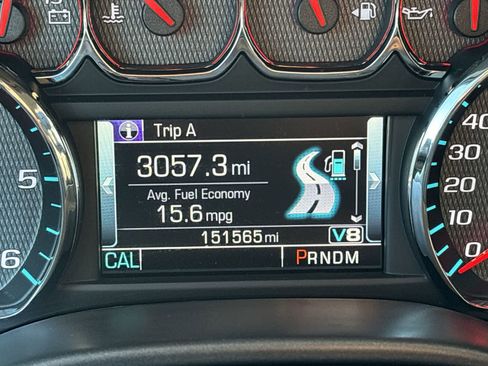 Trip A
3057.3 mi
Avg. Fuel Economy
15.6 mpg
151565 mi
V8
CAL
PRNDM
5
6
40
30
20
10
0